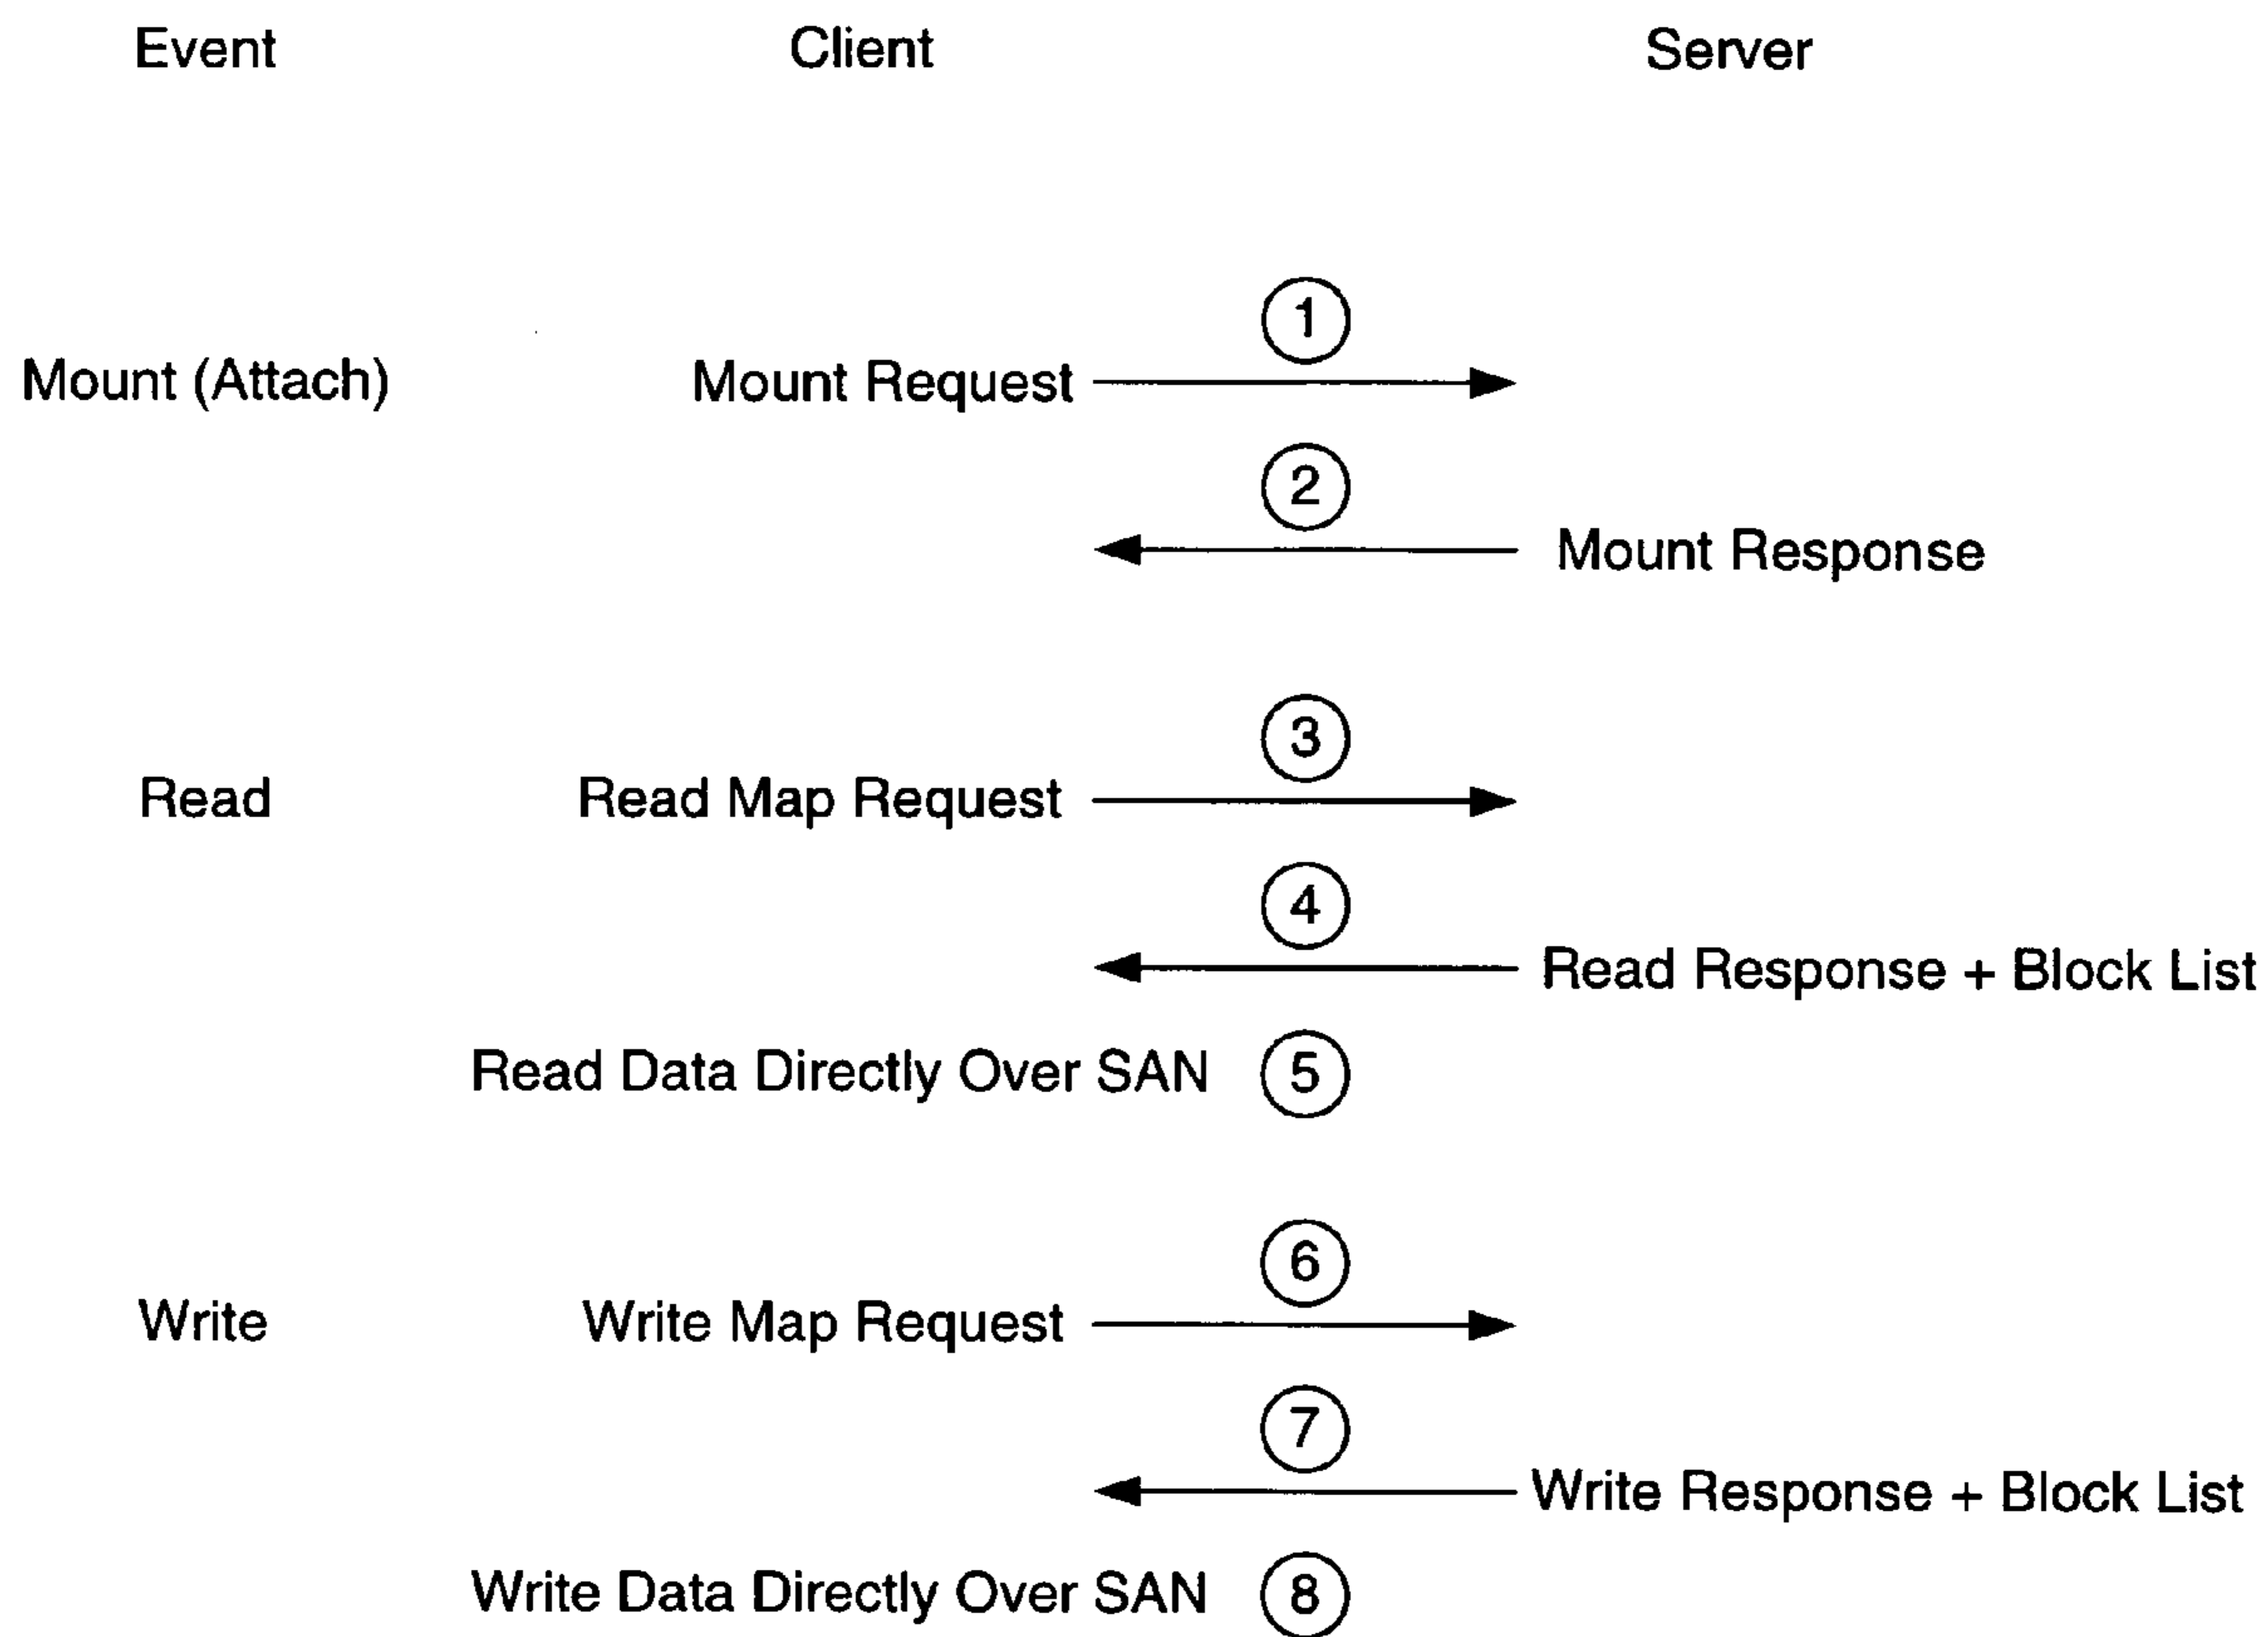 Event Client Server
1
Mount (Attach) Mount Request
2
Mount Response
3
Read Read Map Request
4
Read Response + Block List
Read Data Directly Over SAN 5
6
Write Write Map Request
7
Write Response + Block List
Write Data Directly Over SAN 8